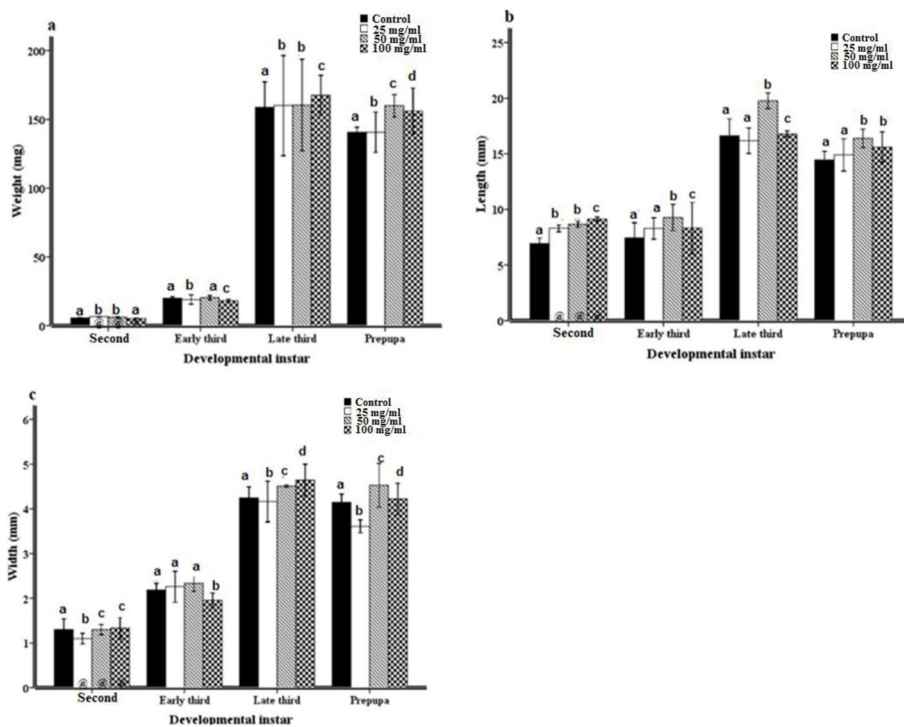 a
Control
25 mg/ml
50 mg/ml
100 mg/ml
200
150
100
50
0
Weight (mg)
a b b a
a b a c
a b b c
a b c d
Second Early third Late third Prepupa
Developmental instar
b
Control
25 mg/ml
50 mg/ml
100 mg/ml
25
20
15
10
5
0
Length (mm)
a b b c
a a b c
a a b c
a a b b
Second Early third Late third Prepupa
Developmental instar
c
Control
25 mg/ml
50 mg/ml
100 mg/ml
6
5
4
3
2
1
0
Width (mm)
a b c c
a a a b
a b c d
a b c d
Second Early third Late third Prepupa
Developmental instar